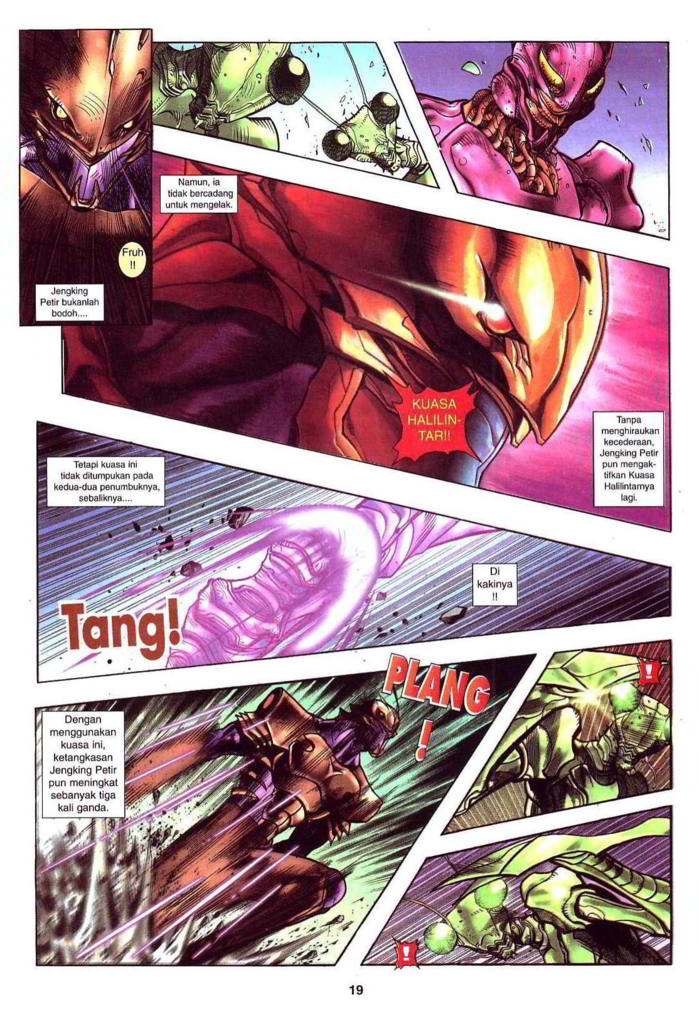 Fruh
!!
Jengking
Petir bukanlah
bodoh....
Namun, ia
tidak bercadang
untuk mengelak.
KUASA
HALILIN-
TAR!!
Tanpa
menghiraukan
kecederaan,
Jengking Petir
pun mengak-
tifkan Kuasa
Halilintarnya
lagi.
Tetapi kuasa ini
tidak ditumpukan pada
kedua-dua penumbuknya,
sebaliknya....
Di
kakinya
!!
Tang!
PLANG
!
Dengan
menggunakan
kuasa ini,
ketangkasan
Jengking Petir
pun meningkat
sebanyak tiga
kali ganda.
!
!
19